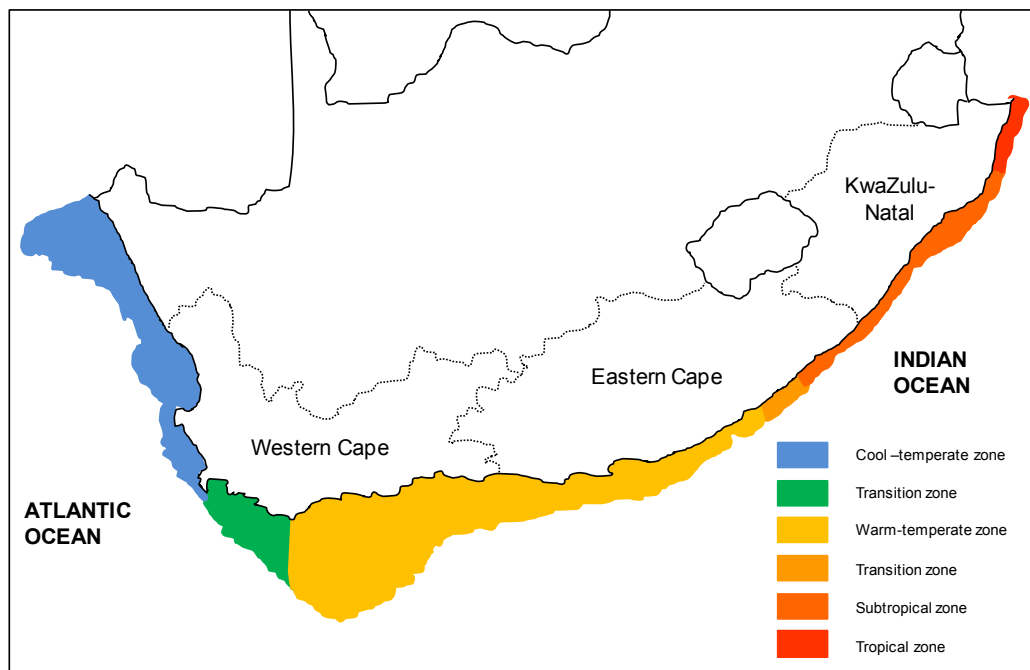 KwaZulu-
Natal
Eastern Cape
INDIAN
OCEAN
Western Cape
ATLANTIC
OCEAN
Cool –temperate zone
Transition zone
Warm-temperate zone
Transition zone
Subtropical zone
Tropical zone